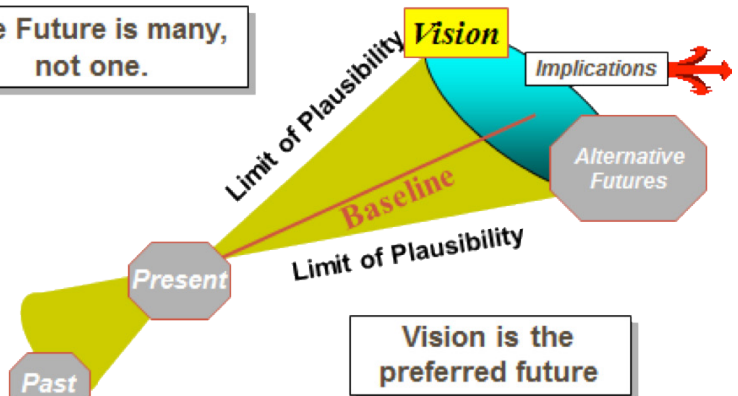 e Future is many,
not one.
Vision
Implications
Limit of Plausibility
Alternative
Futures
Baseline
Limit of Plausibility
Present
Vision is the
preferred future
Past